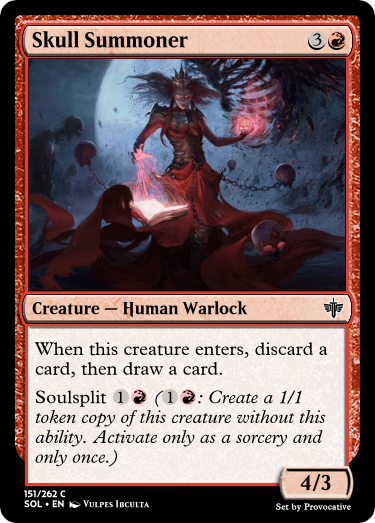 Skull Summoner 3
Creature — Human Warlock
When this creature enters, discard a
card, then draw a card.
Soulsplit 1 (1 : Create a 1/1
token copy of this creature without this
ability. Activate only as a sorcery and
only once.)
4/3
151/262 C
SOL • EN Vulpes Ibculta
Set by Provocative